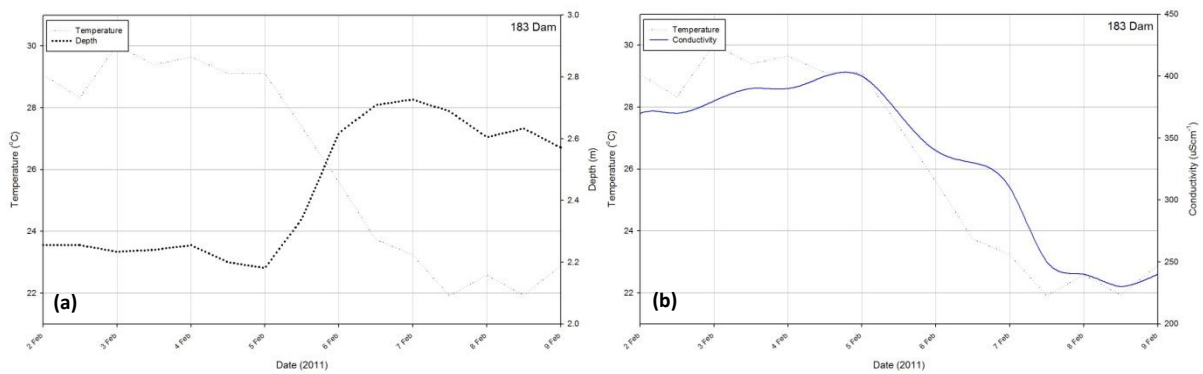 183 Dam
Temperature
Depth
Temperature (°C)
30
28
26
24
22
3.0
2.8
2.6
2.4
2.2
2.0
Depth (m)
(a)
2 Feb
3 Feb
4 Feb
5 Feb
6 Feb
7 Feb
8 Feb
9 Feb
Date (2011)
183 Dam
Temperature
Conductivity
Temperature (°C)
30
28
26
24
22
450
400
350
300
250
200
Conductivity (uScm⁻¹)
(b)
2 Feb
3 Feb
4 Feb
5 Feb
6 Feb
7 Feb
8 Feb
9 Feb
Date (2011)